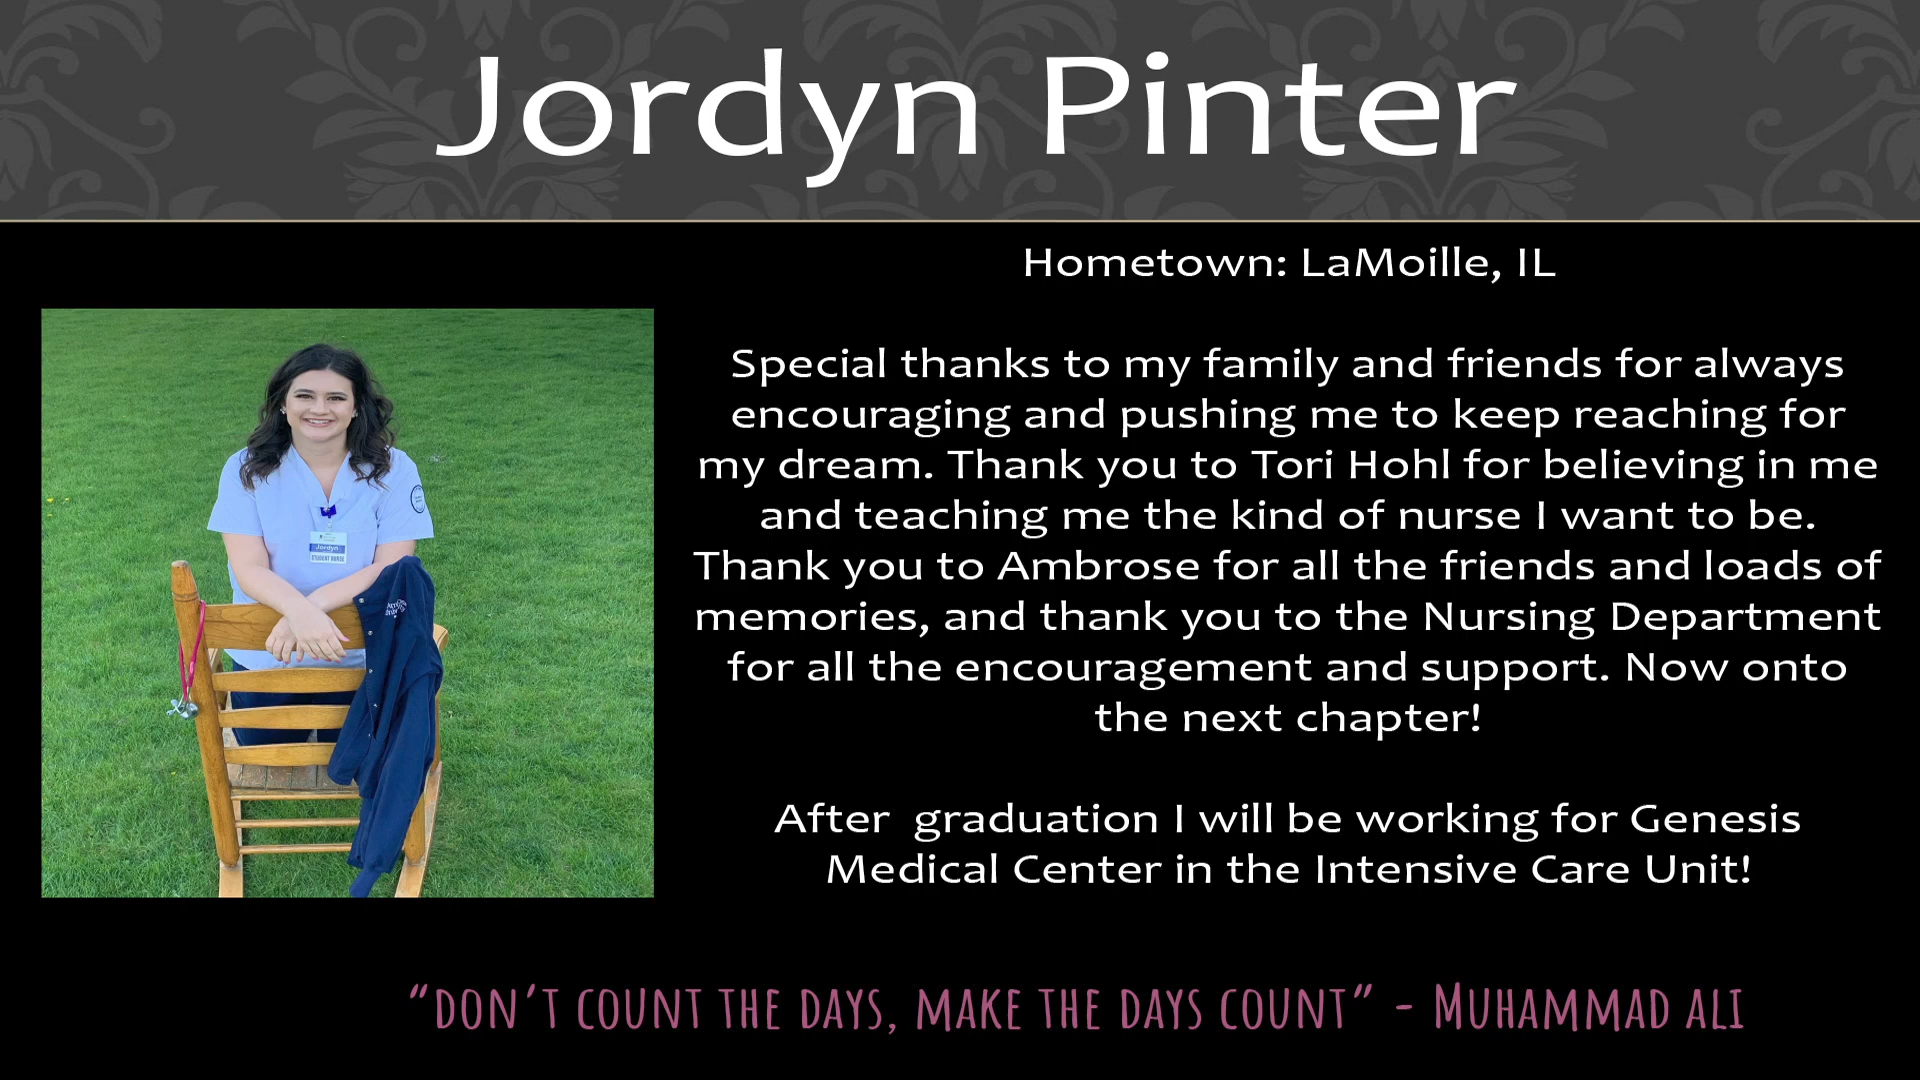 Jordyn Pinter
Hometown: LaMoille, IL
Special thanks to my family and friends for always
encouraging and pushing me to keep reaching for
my dream. Thank you to Tori Hohl for believing in me
and teaching me the kind of nurse I want to be.
Thank you to Ambrose for all the friends and loads of
memories, and thank you to the Nursing Department
for all the encouragement and support. Now onto
the next chapter!
After  graduation I will be working for Genesis
Medical Center in the Intensive Care Unit!
Jordyn
STUDENT NURSE
“DON’T COUNT THE DAYS, MAKE THE DAYS COUNT” - MUHAMMAD ALI